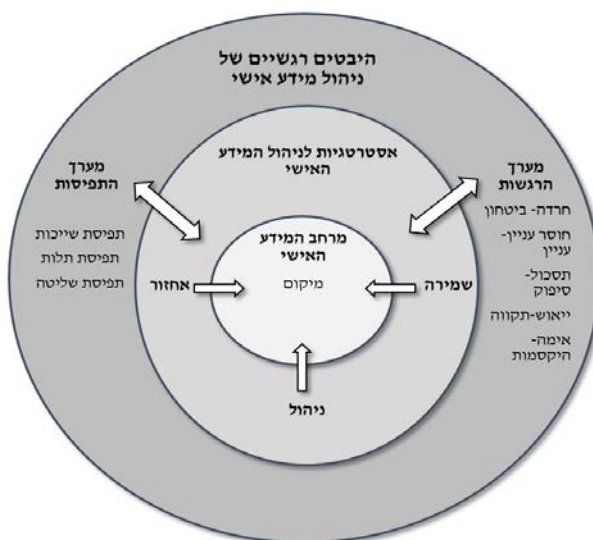 היבטים רגשיים של
ניהול מידע אישי
אסטרטגיות לניהול המידע
האישי
מערך
הרגשות
חרדה- ביטחון
חוסר עניין-
עניין
תסכול-
סיפוק
ייאוש-תקווה
אימה-
היקסמות
מערך
התפיסות
תפיסת שייכות
תפיסת תלות
תפיסת שליטה
מרחב המידע
האישי
מיקום
שמירה
אחזור
ניהול